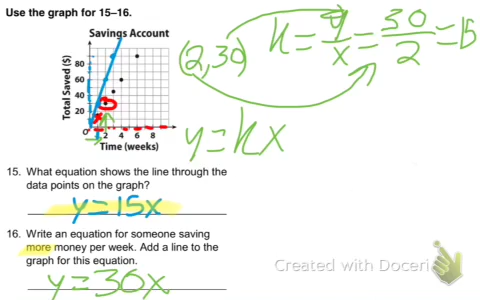 Use the graph for 15–16.
Savings Account
Total Saved ($)
80
60
40
20
0
2 4 6 8
Time (weeks)
(2,30)
k = y/x = 30/2 = 15
y = kx
15. What equation shows the line through the
data points on the graph?
y=15x
16. Write an equation for someone saving
more money per week. Add a line to the
graph for this equation.
y=30x
Created with Doceri